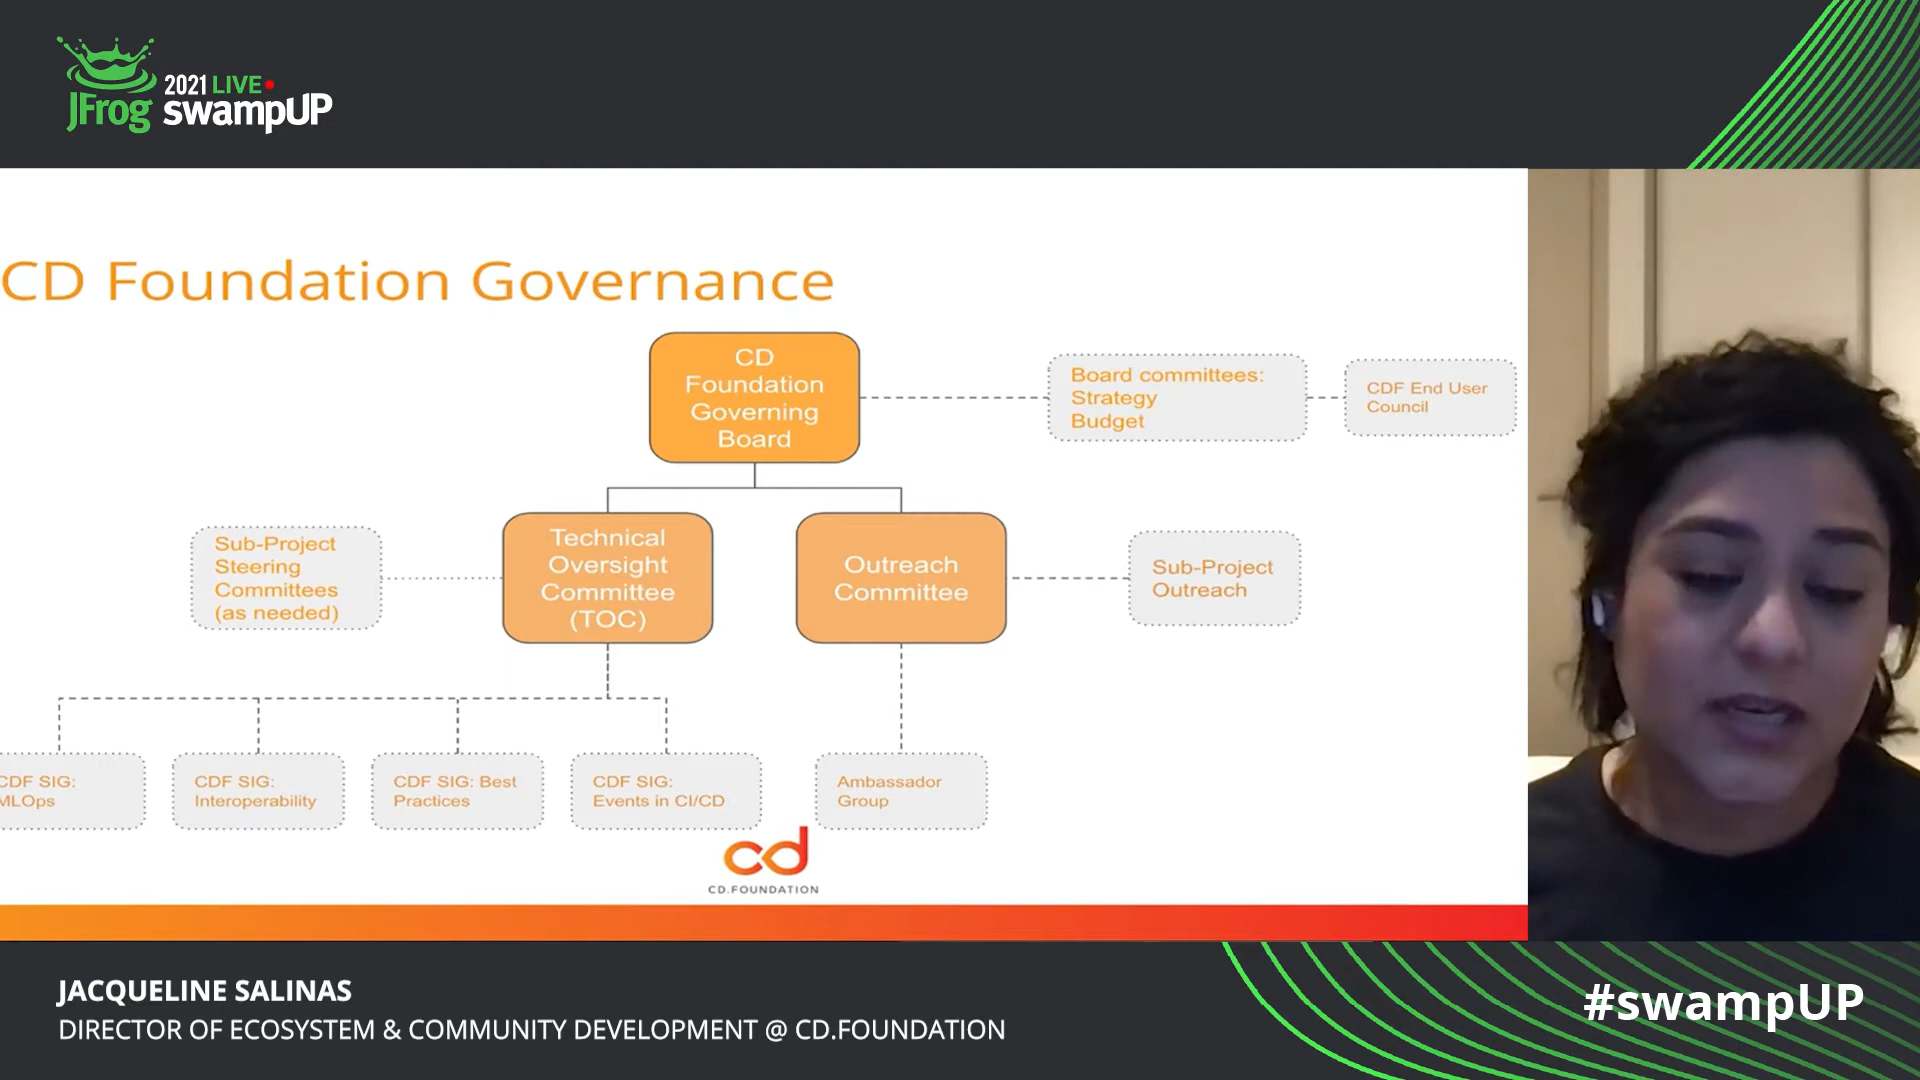 2021 LIVE
JFrog swampUP
CD Foundation Governance
CD
Foundation
Governing
Board
Board committees:
Strategy
Budget
CDF End User
Council
Sub-Project
Steering
Committees
(as needed)
Technical
Oversight
Committee
(TOC)
Outreach
Committee
Sub-Project
Outreach
CDF SIG:
MLOps
CDF SIG:
Interoperability
CDF SIG: Best
Practices
CDF SIG:
Events in CI/CD
Ambassador
Group
cd
CD.FOUNDATION
JACQUELINE SALINAS
DIRECTOR OF ECOSYSTEM & COMMUNITY DEVELOPMENT @ CD.FOUNDATION
#swampUP